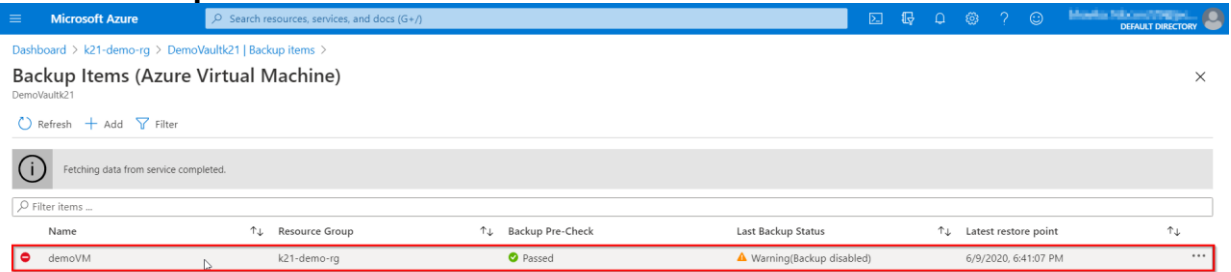 Microsoft Azure
Search resources, services, and docs (G+/)
DEFAULT DIRECTORY
Dashboard > k21-demo-rg > DemoVaultk21 | Backup items >
Backup Items (Azure Virtual Machine)
DemoVaultk21
Refresh + Add Filter
Fetching data from service completed.
Filter items ...
Name ↑↓ Resource Group ↑↓ Backup Pre-Check Last Backup Status ↑↓ Latest restore point ↑↓
demoVM k21-demo-rg Passed Warning(Backup disabled) 6/9/2020, 6:41:07 PM ...